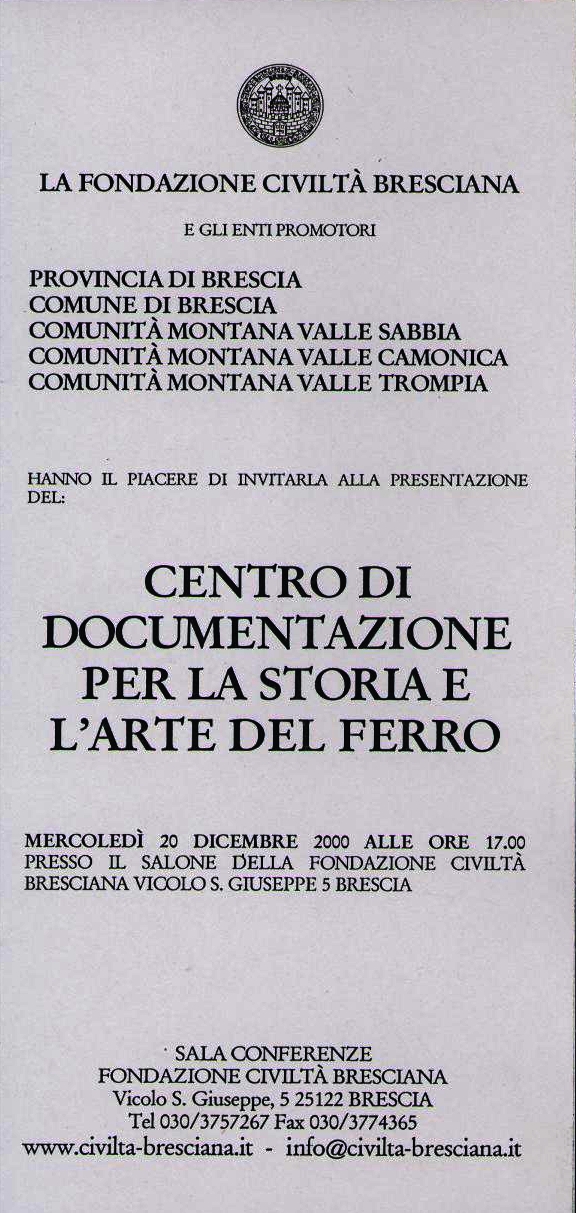 LA FONDAZIONE CIVILTÀ BRESCIANA
E GLI ENTI PROMOTORI
PROVINCIA DI BRESCIA
COMUNE DI BRESCIA
COMUNITÀ MONTANA VALLE SABBIA
COMUNITÀ MONTANA VALLE CAMONICA
COMUNITÀ MONTANA VALLE TROMPIA
HANNO IL PIACERE DI INVITARLA ALLA PRESENTAZIONE
DEL:
CENTRO DI
DOCUMENTAZIONE
PER LA STORIA E
L'ARTE DEL FERRO
MERCOLEDÌ 20 DICEMBRE 2000 ALLE ORE 17.00
PRESSO IL SALONE DELLA FONDAZIONE CIVILTÀ
BRESCIANA VICOLO S. GIUSEPPE 5 BRESCIA
SALA CONFERENZE
FONDAZIONE CIVILTÀ BRESCIANA
Vicolo S. Giuseppe, 5 25122 BRESCIA
Tel 030/3757267 Fax 030/3774365
www.civilta-bresciana.it - info@civilta-bresciana.it